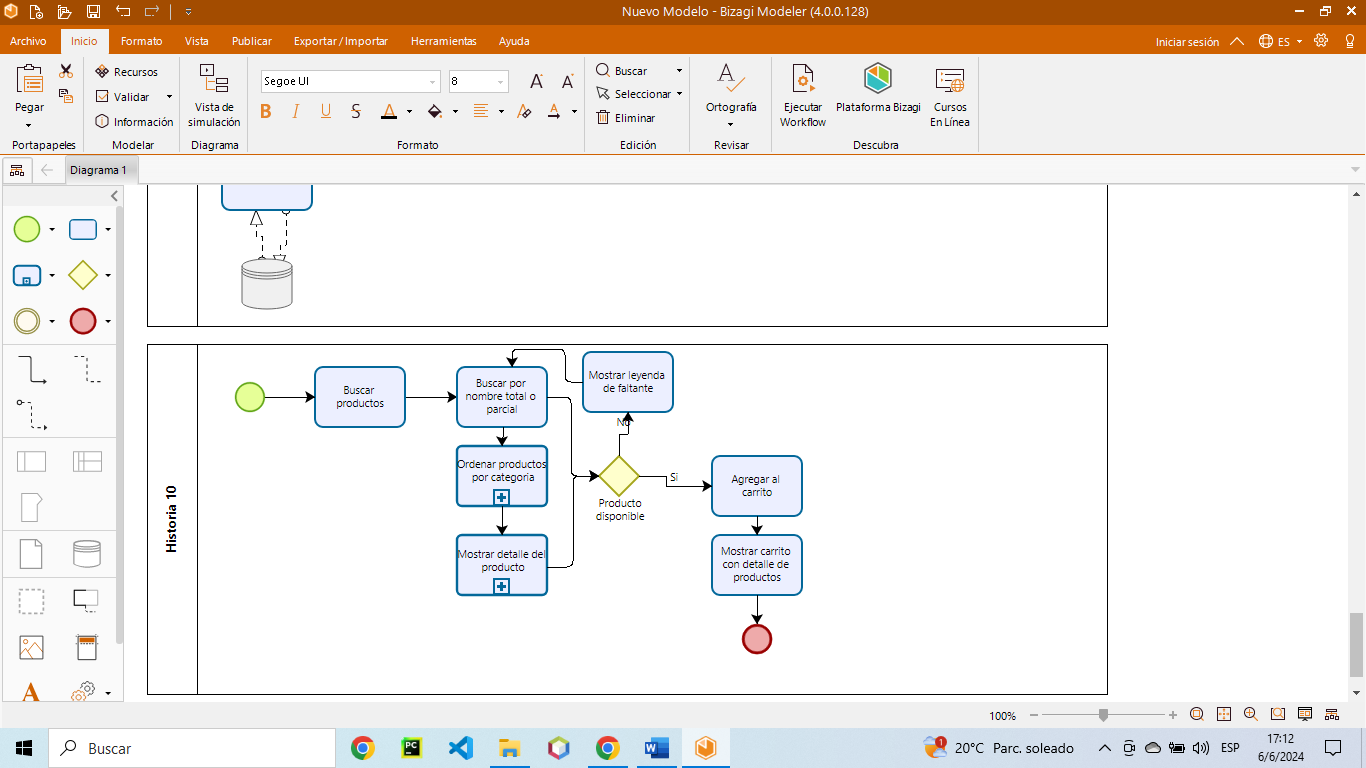 Nuevo Modelo - Bizagi Modeler (4.0.0.128)
Archivo Inicio Formato Vista Publicar Exportar / Importar Herramientas Ayuda Iniciar sesión ES
Pegar
Portapapeles
Recursos
Validar
Información
Modelar
Vista de
simulación
Diagrama
Segoe UI 8
B I U S A A A A
Formato
Buscar
Seleccionar
Eliminar
Edición
A
Ortografía
Revisar
Ejecutar
Workflow
Plataforma Bizagi
Cursos
En Línea
Descubra
Diagrama 1
Historia 10
Buscar
productos
Buscar por
nombre total o
parcial
Mostrar leyenda
de faltante
No
Ordenar productos
por categoria
Producto
disponible
Si
Agregar al
carrito
Mostrar detalle del
producto
Mostrar carrito
con detalle de
productos
A
100%
Buscar
PC
W
1
20°C Parc. soleado
ESP
17:12
6/6/2024